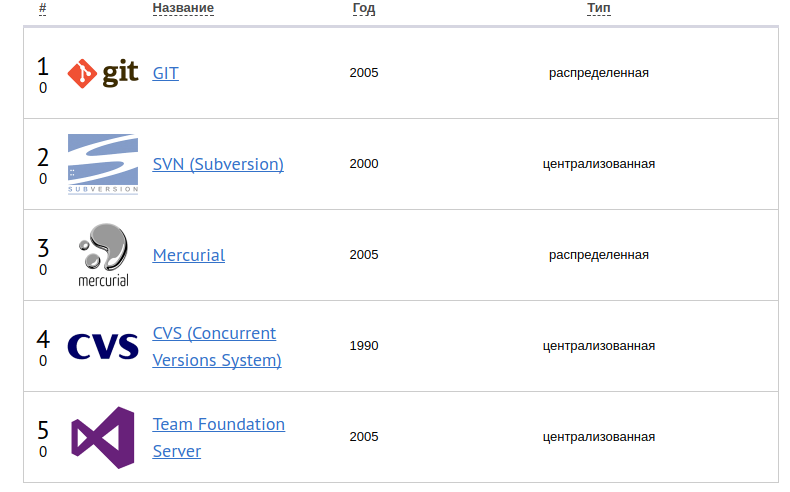 # Название Год Тип
1
0
git
GIT
2005
распределенная
2
0
SUBVERSION
SVN (Subversion)
2000
централизованная
3
0
mercurial
Mercurial
2005
распределенная
4
0
CVS
CVS (Concurrent
Versions System)
1990
централизованная
5
0
Team Foundation
Server
2005
централизованная